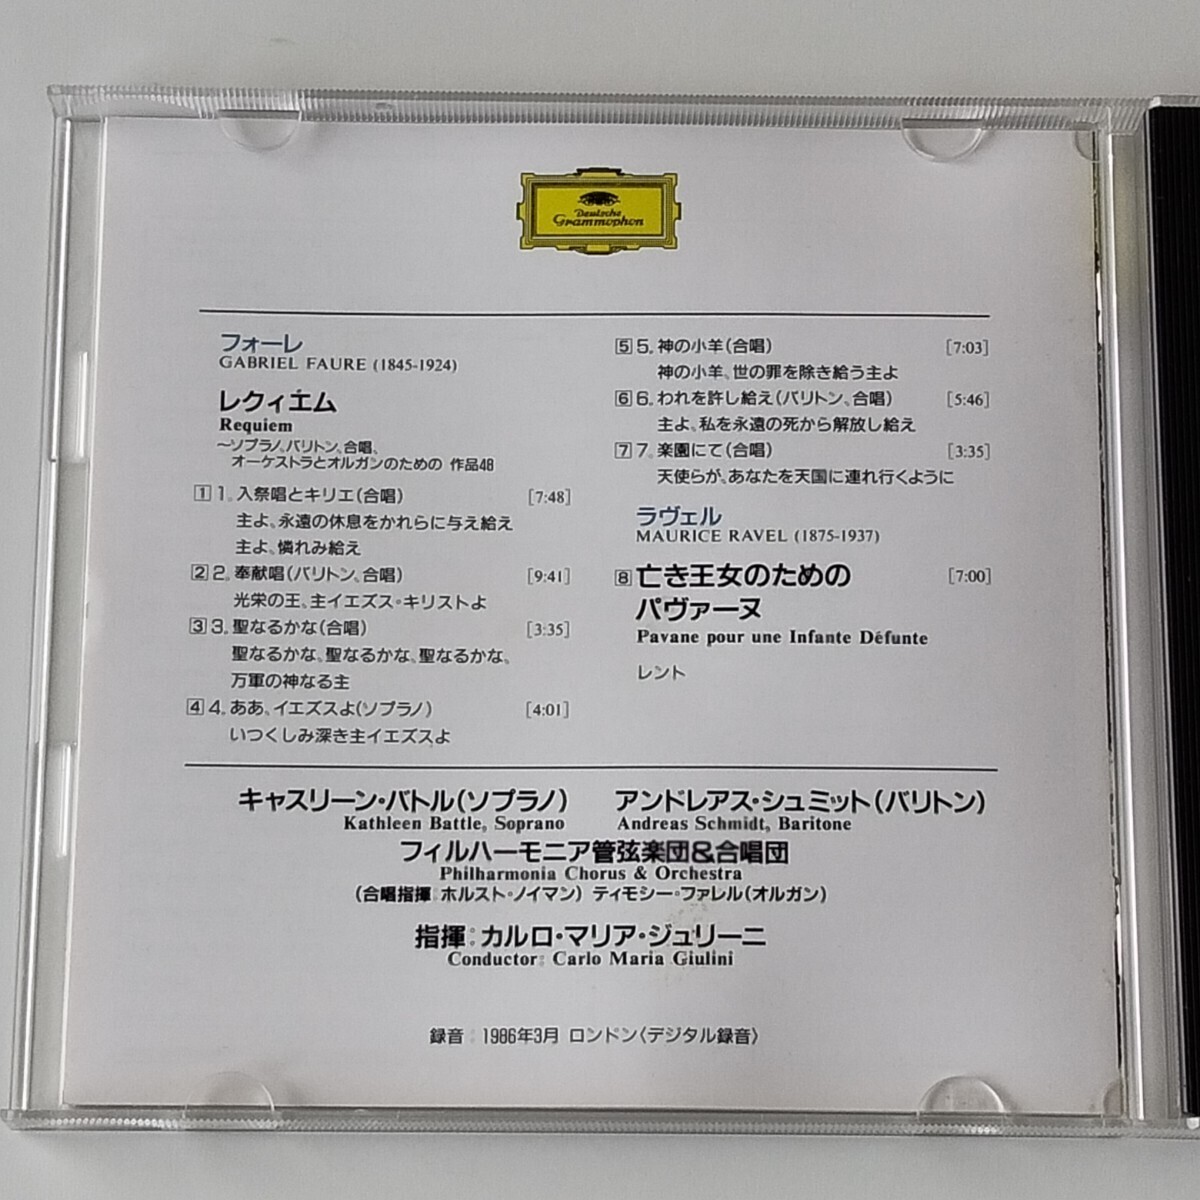 Deutsche
Grammophon
フォーレ
GABRIEL FAURE (1845-1924)
レクィエム
Requiem
〜ソプラノ、バリトン、合唱、
オーケストラとオルガンのための 作品48
1 1. 入祭唱とキリエ(合唱) [7:48]
主よ、永遠の休息をかれらに与え給え
主よ、憐れみ給え
2 2. 奉献唱(バリトン、合唱) [9:41]
光栄の王、主イエズス・キリストよ
3 3. 聖なるかな(合唱) [3:35]
聖なるかな、聖なるかな、聖なるかな、
万軍の神なる主
4 4. ああ、イエズスよ(ソプラノ) [4:01]
いつくしみ深き主イエズスよ
5 5. 神の小羊(合唱) [7:03]
神の小羊、世の罪を除き給う主よ
6 6. われを許し給え(バリトン、合唱) [5:46]
主よ、私を永遠の死から解放し給え
7 7. 楽園にて(合唱) [3:35]
天使らが、あなたを天国に連れ行くように
ラヴェル
MAURICE RAVEL (1875-1937)
8 亡き王女のための [7:00]
パヴァーヌ
Pavane pour une Infante Défunte
レント
キャスリーン・バトル(ソプラノ) アンドレアス・シュミット(バリトン)
Kathleen Battle, Soprano Andreas Schmidt, Baritone
フィルハーモニア管弦楽団&合唱団
Philharmonia Chorus & Orchestra
(合唱指揮:ホルスト・ノイマン) ティモシー・ファレル(オルガン)
指揮:カルロ・マリア・ジュリーニ
Conductor: Carlo Maria Giulini
録音:1986年3月 ロンドン〈デジタル録音〉